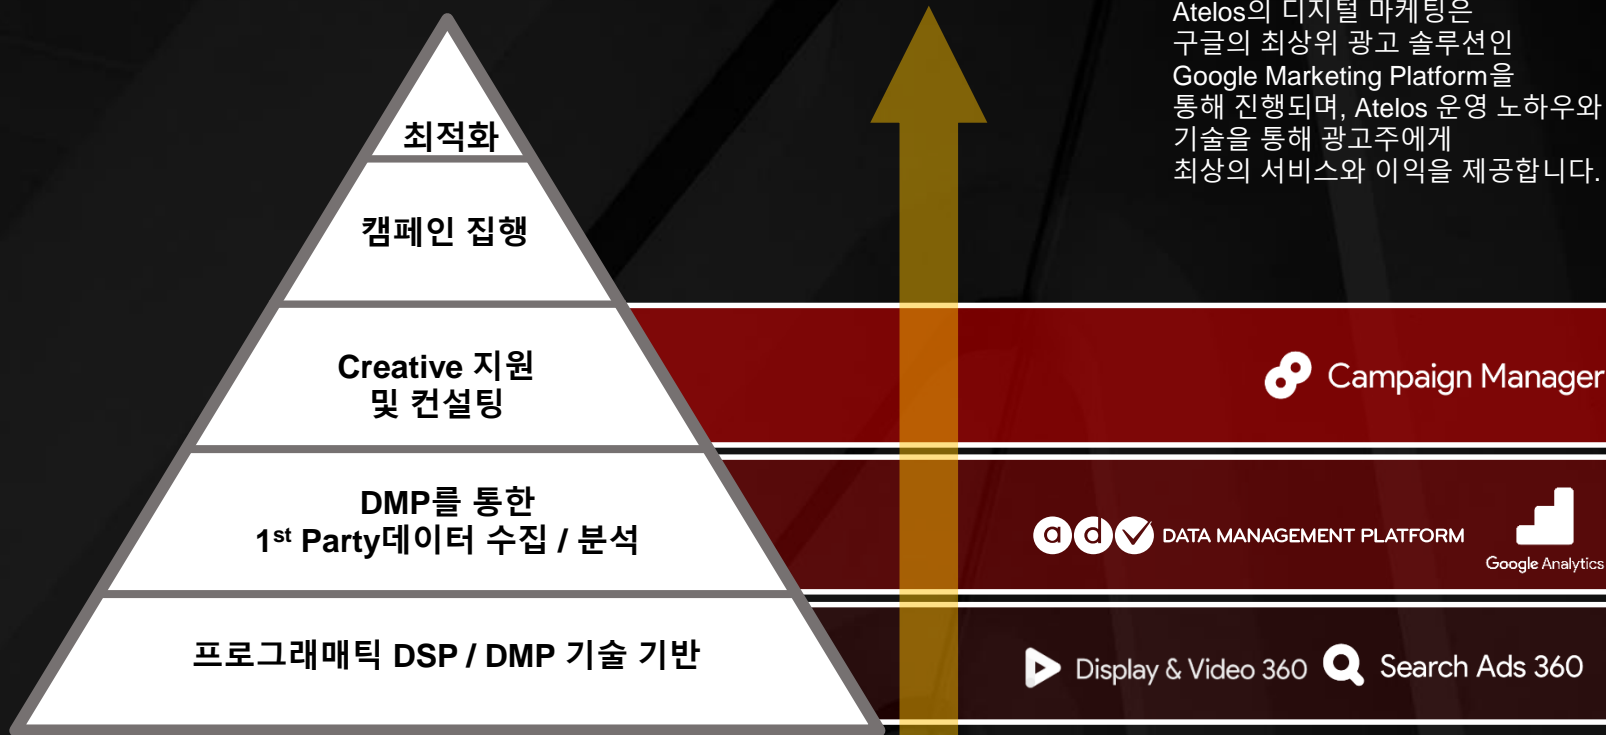 Atelos의 디지털 마케팅은
구글의 최상위 광고 솔루션인
Google Marketing Platform을
통해 진행되며, Atelos 운영 노하우와
기술을 통해 광고주에게
최상의 서비스와 이익을 제공합니다.
최적화
캠페인 집행
Creative 지원
및 컨설팅
Campaign Manager
DMP를 통한
1st Party데이터 수집 / 분석
adv DATA MANAGEMENT PLATFORM
Google Analytics
프로그래매틱 DSP / DMP 기술 기반
Display & Video 360
Search Ads 360